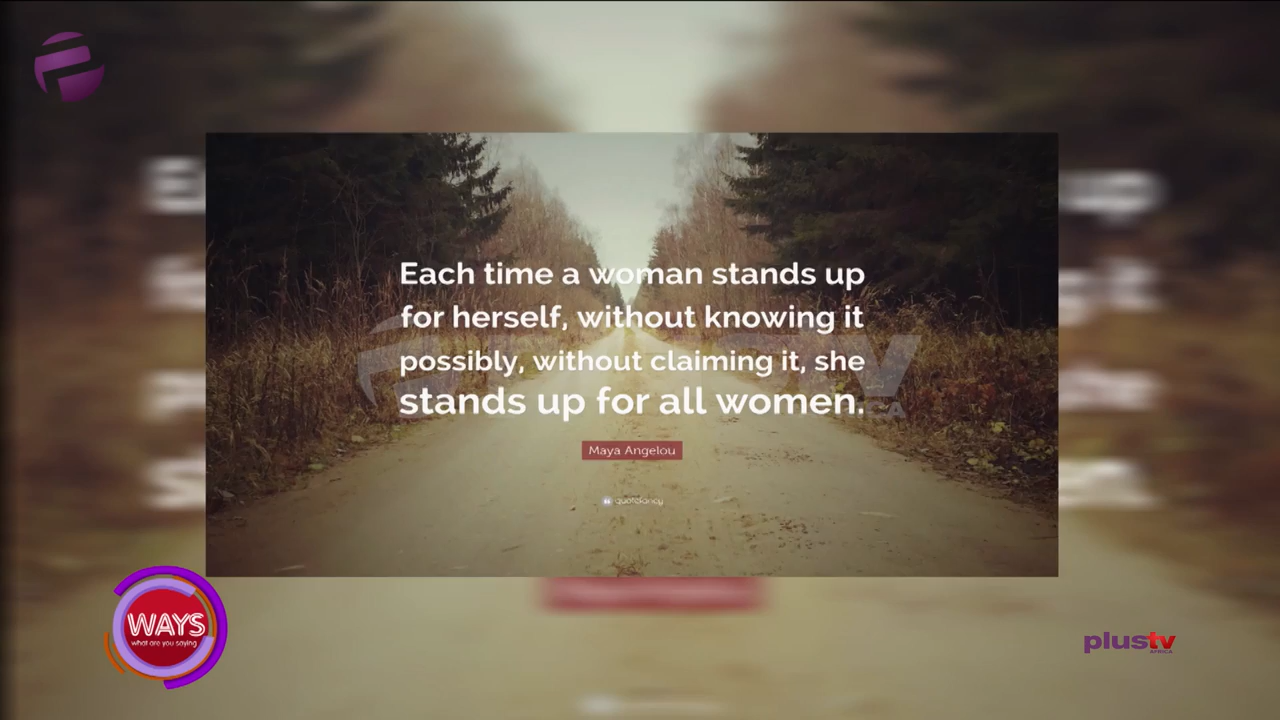 Each time a woman stands up
for herself, without knowing it
possibly, without claiming it, she
stands up for all women.
Maya Angelou
quotefancy
WAYS
what are you saying
plustv
AFRICA